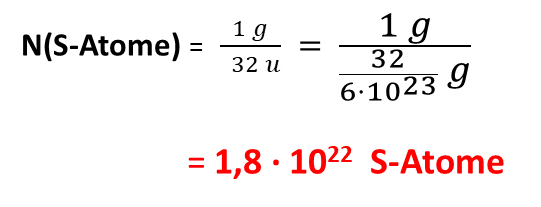 N(S-Atome) = 1 g / 32 u = 1 g / (32 / 6·10²³) g
= 1,8 · 10²² S-Atome